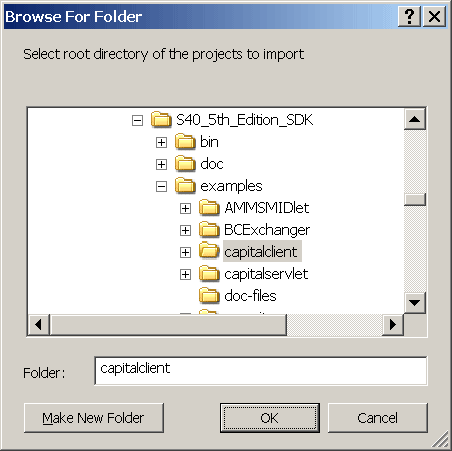 Browse For Folder
Select root directory of the projects to import
S40_5th_Edition_SDK
bin
doc
examples
AMMSMIDlet
BCExchanger
capitalclient
capitalservlet
doc-files
Folder:
capitalclient
Make New Folder
OK
Cancel